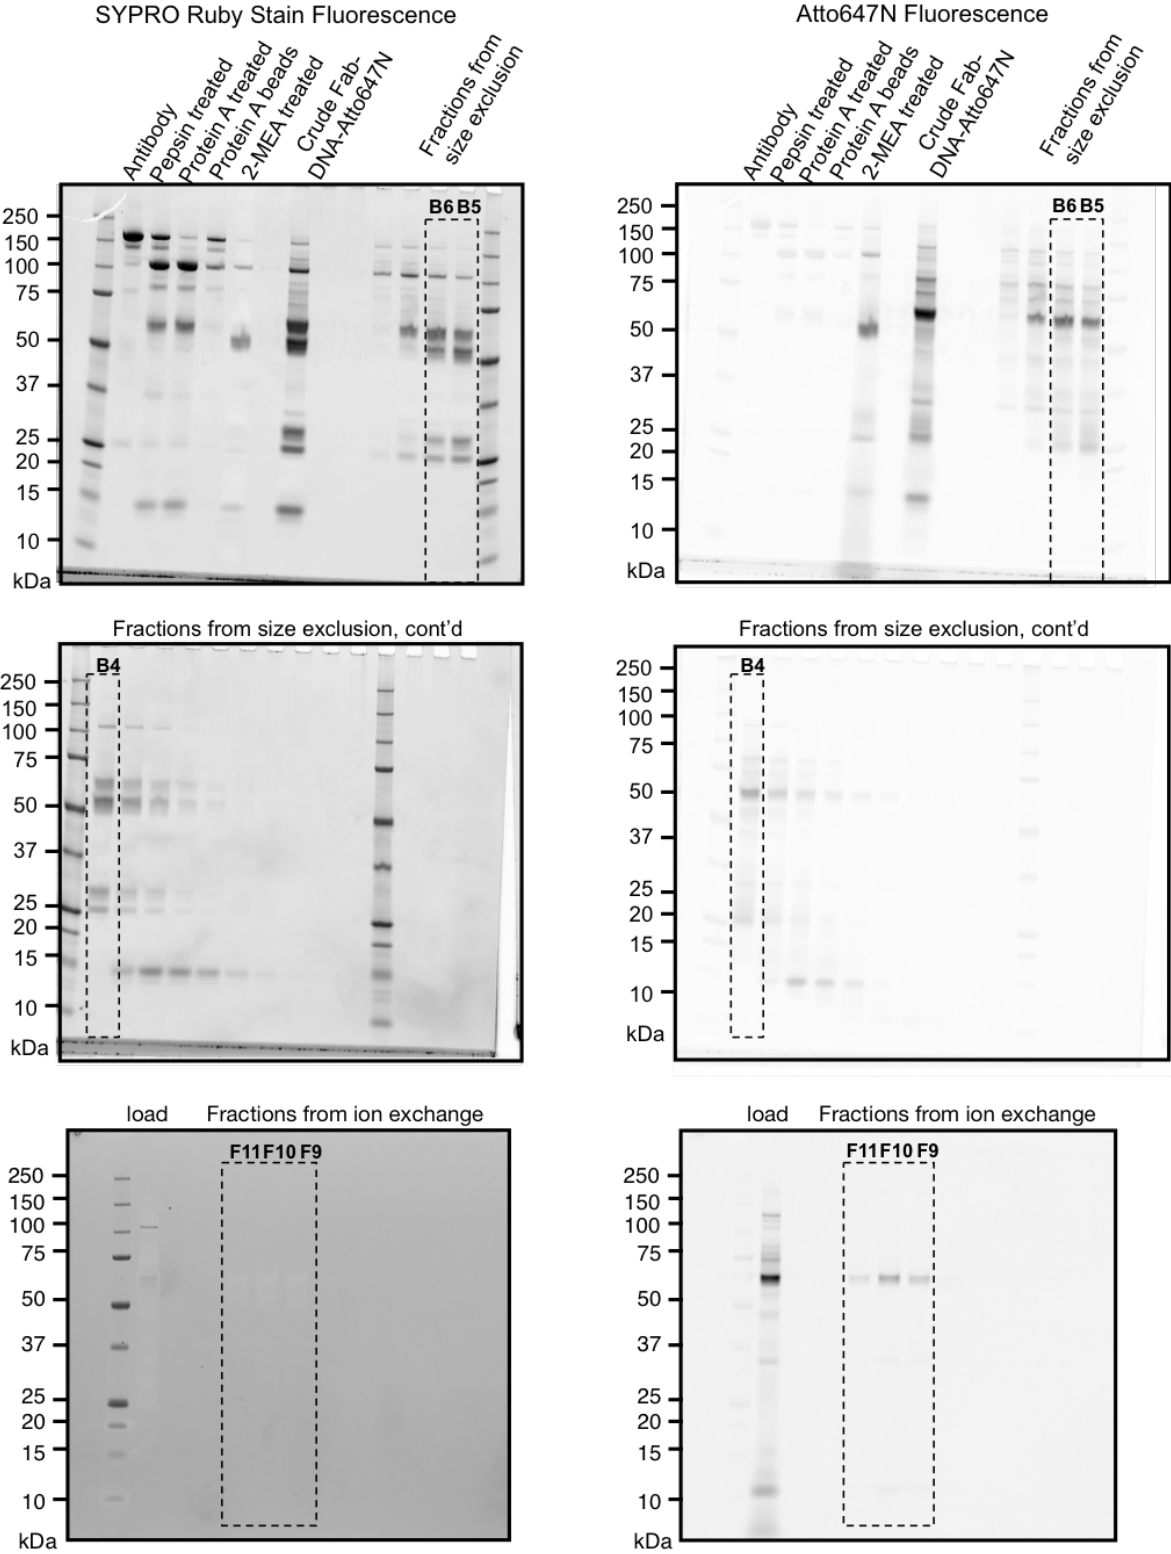 SYPRO Ruby Stain Fluorescence
Antibody
Pepsin treated
Protein A treated
Protein A beads
2-MEA treated
Crude Fab-
DNA-Atto647N
Fractions from
size exclusion
B6 B5
250
150
100
75
50
37
25
20
15
10
kDa
Atto647N Fluorescence
Antibody
Pepsin treated
Protein A treated
Protein A beads
2-MEA treated
Crude Fab-
DNA-Atto647N
Fractions from
size exclusion
B6 B5
250
150
100
75
50
37
25
20
15
10
kDa
Fractions from size exclusion, cont'd
B4
250
150
100
75
50
37
25
20
15
10
kDa
Fractions from size exclusion, cont'd
B4
250
150
100
75
50
37
25
20
15
10
kDa
load Fractions from ion exchange
F11 F10 F9
250
150
100
75
50
37
25
20
15
10
kDa
load Fractions from ion exchange
F11 F10 F9
250
150
100
75
50
37
25
20
15
10
kDa